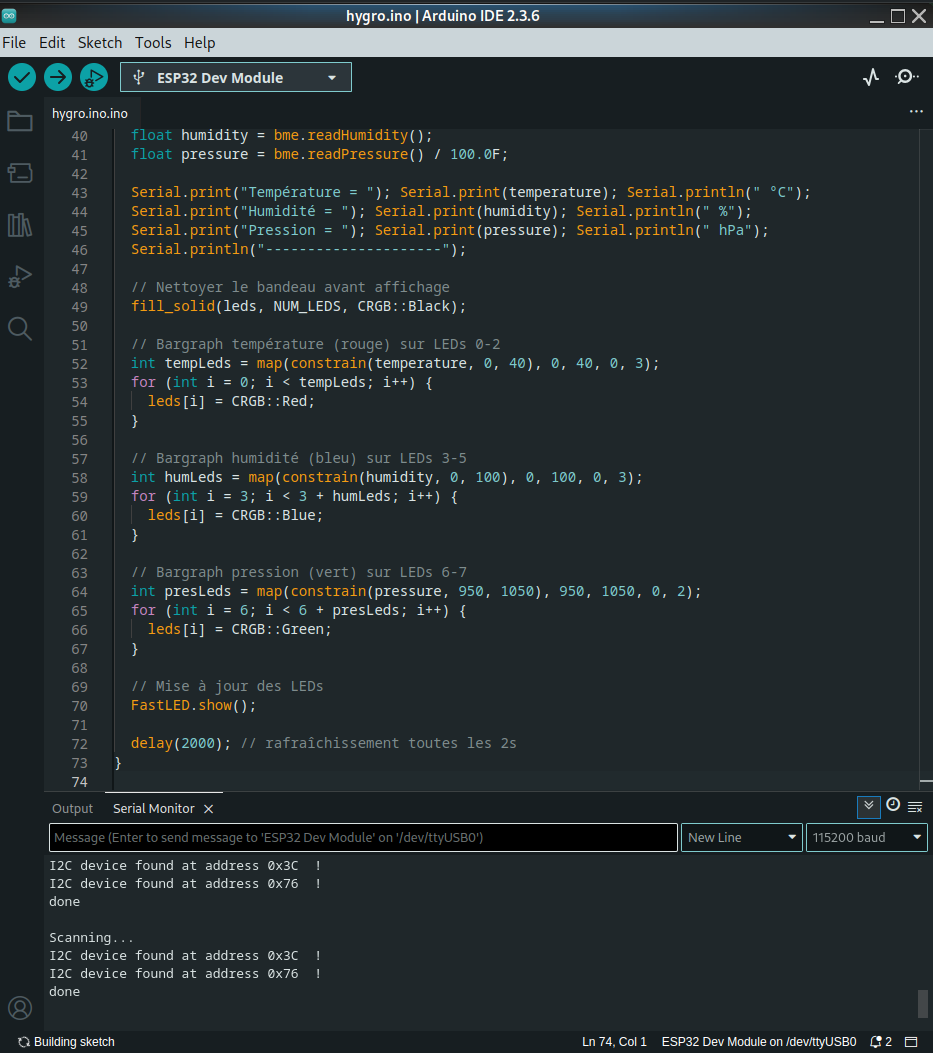 hygro.ino | Arduino IDE 2.3.6
File Edit Sketch Tools Help
ESP32 Dev Module
hygro.ino.ino
40 float humidity = bme.readHumidity();
41 float pressure = bme.readPressure() / 100.0F;
42
43 Serial.print("Température = "); Serial.print(temperature); Serial.println(" °C");
44 Serial.print("Humidité = "); Serial.print(humidity); Serial.println(" %");
45 Serial.print("Pression = "); Serial.print(pressure); Serial.println(" hPa");
46 Serial.println("---------------------");
47
48 // Nettoyer le bandeau avant affichage
49 fill_solid(leds, NUM_LEDS, CRGB::Black);
50
51 // Bargraph température (rouge) sur LEDs 0-2
52 int tempLeds = map(constrain(temperature, 0, 40), 0, 40, 0, 3);
53 for (int i = 0; i < tempLeds; i++) {
54 leds[i] = CRGB::Red;
55 }
56
57 // Bargraph humidité (bleu) sur LEDs 3-5
58 int humLeds = map(constrain(humidity, 0, 100), 0, 100, 0, 3);
59 for (int i = 3; i < 3 + humLeds; i++) {
60 leds[i] = CRGB::Blue;
61 }
62
63 // Bargraph pression (vert) sur LEDs 6-7
64 int presLeds = map(constrain(pressure, 950, 1050), 950, 1050, 0, 2);
65 for (int i = 6; i < 6 + presLeds; i++) {
66 leds[i] = CRGB::Green;
67 }
68
69 // Mise à jour des LEDs
70 FastLED.show();
71
72 delay(2000); // rafraîchissement toutes les 2s
73 }
74
Output Serial Monitor
Message (Enter to send message to 'ESP32 Dev Module' on '/dev/ttyUSB0') New Line 115200 baud
I2C device found at address 0x3C !
I2C device found at address 0x76 !
done
Scanning...
I2C device found at address 0x3C !
I2C device found at address 0x76 !
done
Building sketch Ln 74, Col 1 ESP32 Dev Module on /dev/ttyUSB0 2